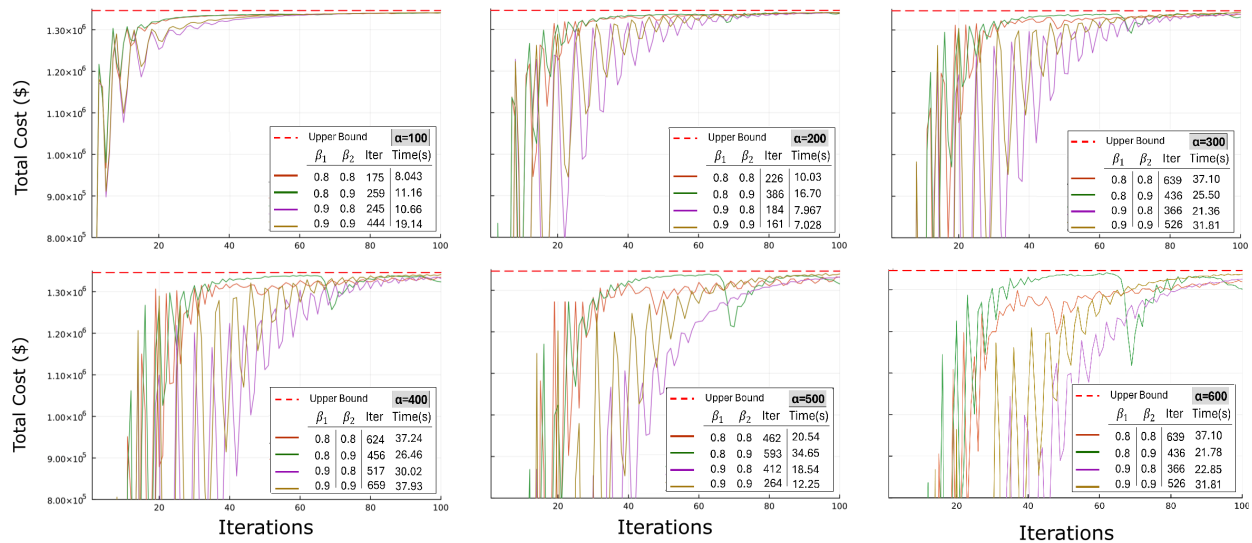 Total Cost ($)
1.30×10⁶
1.20×10⁶
1.10×10⁶
1.00×10⁶
9.00×10⁵
8.00×10⁵
20 40 60 80 100
Upper Bound α=100
β₁ β₂ Iter Time(s)
0.8 0.8 175 8.043
0.8 0.9 259 11.16
0.9 0.8 245 10.66
0.9 0.9 444 19.14
20 40 60 80 100
Upper Bound α=200
β₁ β₂ Iter Time(s)
0.8 0.8 226 10.03
0.8 0.9 386 16.70
0.9 0.8 184 7.967
0.9 0.9 161 7.028
20 40 60 80 100
Upper Bound α=300
β₁ β₂ Iter Time(s)
0.8 0.8 639 37.10
0.8 0.9 436 25.50
0.9 0.8 366 21.36
0.9 0.9 526 31.81
Total Cost ($)
1.30×10⁶
1.20×10⁶
1.10×10⁶
1.00×10⁶
9.00×10⁵
8.00×10⁵
20 40 60 80 100
Upper Bound α=400
β₁ β₂ Iter Time(s)
0.8 0.8 624 37.24
0.8 0.9 456 26.46
0.9 0.8 517 30.02
0.9 0.9 659 37.93
Iterations
20 40 60 80 100
Upper Bound α=500
β₁ β₂ Iter Time(s)
0.8 0.8 462 20.54
0.8 0.9 593 34.65
0.9 0.8 412 18.54
0.9 0.9 264 12.25
Iterations
20 40 60 80 100
Upper Bound α=600
β₁ β₂ Iter Time(s)
0.8 0.8 639 37.10
0.8 0.9 436 21.78
0.9 0.8 366 22.85
0.9 0.9 526 31.81
Iterations